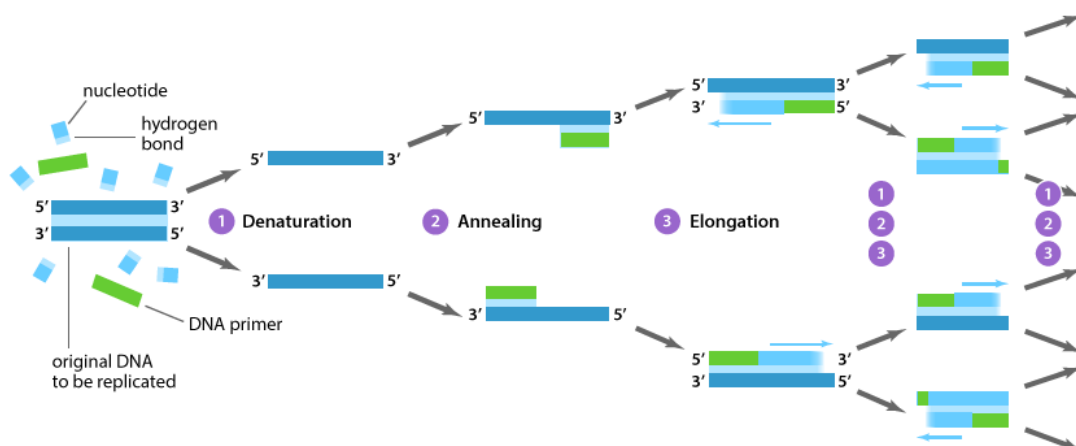 nucleotide
hydrogen
bond
5′ 3′
3′ 5′
DNA primer
original DNA
to be replicated
5′ 3′
1 Denaturation
3′ 5′
5′ 3′
2 Annealing
3′ 5′
5′ 3′
3′ 5′
3 Elongation
5′ 3′
3′ 5′
1
2
3
1
2
3